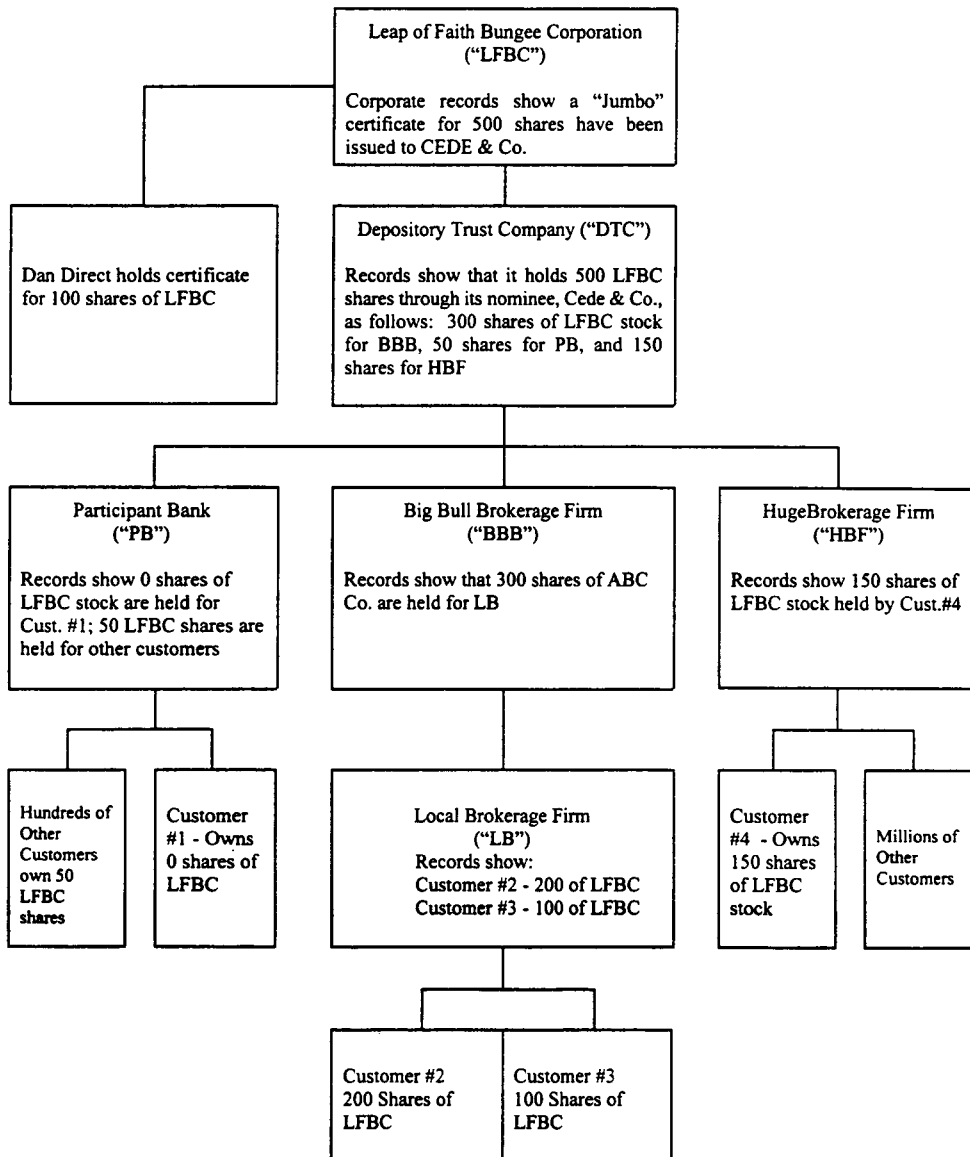 Leap of Faith Bungee Corporation
(“LFBC”)
Corporate records show a “Jumbo”
certificate for 500 shares have been
issued to CEDE & Co.
Dan Direct holds certificate
for 100 shares of LFBC
Depository Trust Company (“DTC”)
Records show that it holds 500 LFBC
shares through its nominee, Cede & Co.,
as follows: 300 shares of LFBC stock
for BBB, 50 shares for PB, and 150
shares for HBF
Participant Bank
(“PB”)
Records show 0 shares of
LFBC stock are held for
Cust. #1; 50 LFBC shares are
held for other customers
Big Bull Brokerage Firm
(“BBB”)
Records show that 300 shares of ABC
Co. are held for LB
HugeBrokerage Firm
(“HBF”)
Records show 150 shares of
LFBC stock held by Cust.#4
Hundreds of
Other
Customers
own 50
LFBC
shares
Customer
#1 - Owns
0 shares of
LFBC
Local Brokerage Firm
(“LB”)
Records show:
Customer #2 - 200 of LFBC
Customer #3 - 100 of LFBC
Customer
#4 - Owns
150 shares
of LFBC
stock
Millions of
Other
Customers
Customer #2
200 Shares of
LFBC
Customer #3
100 Shares of
LFBC